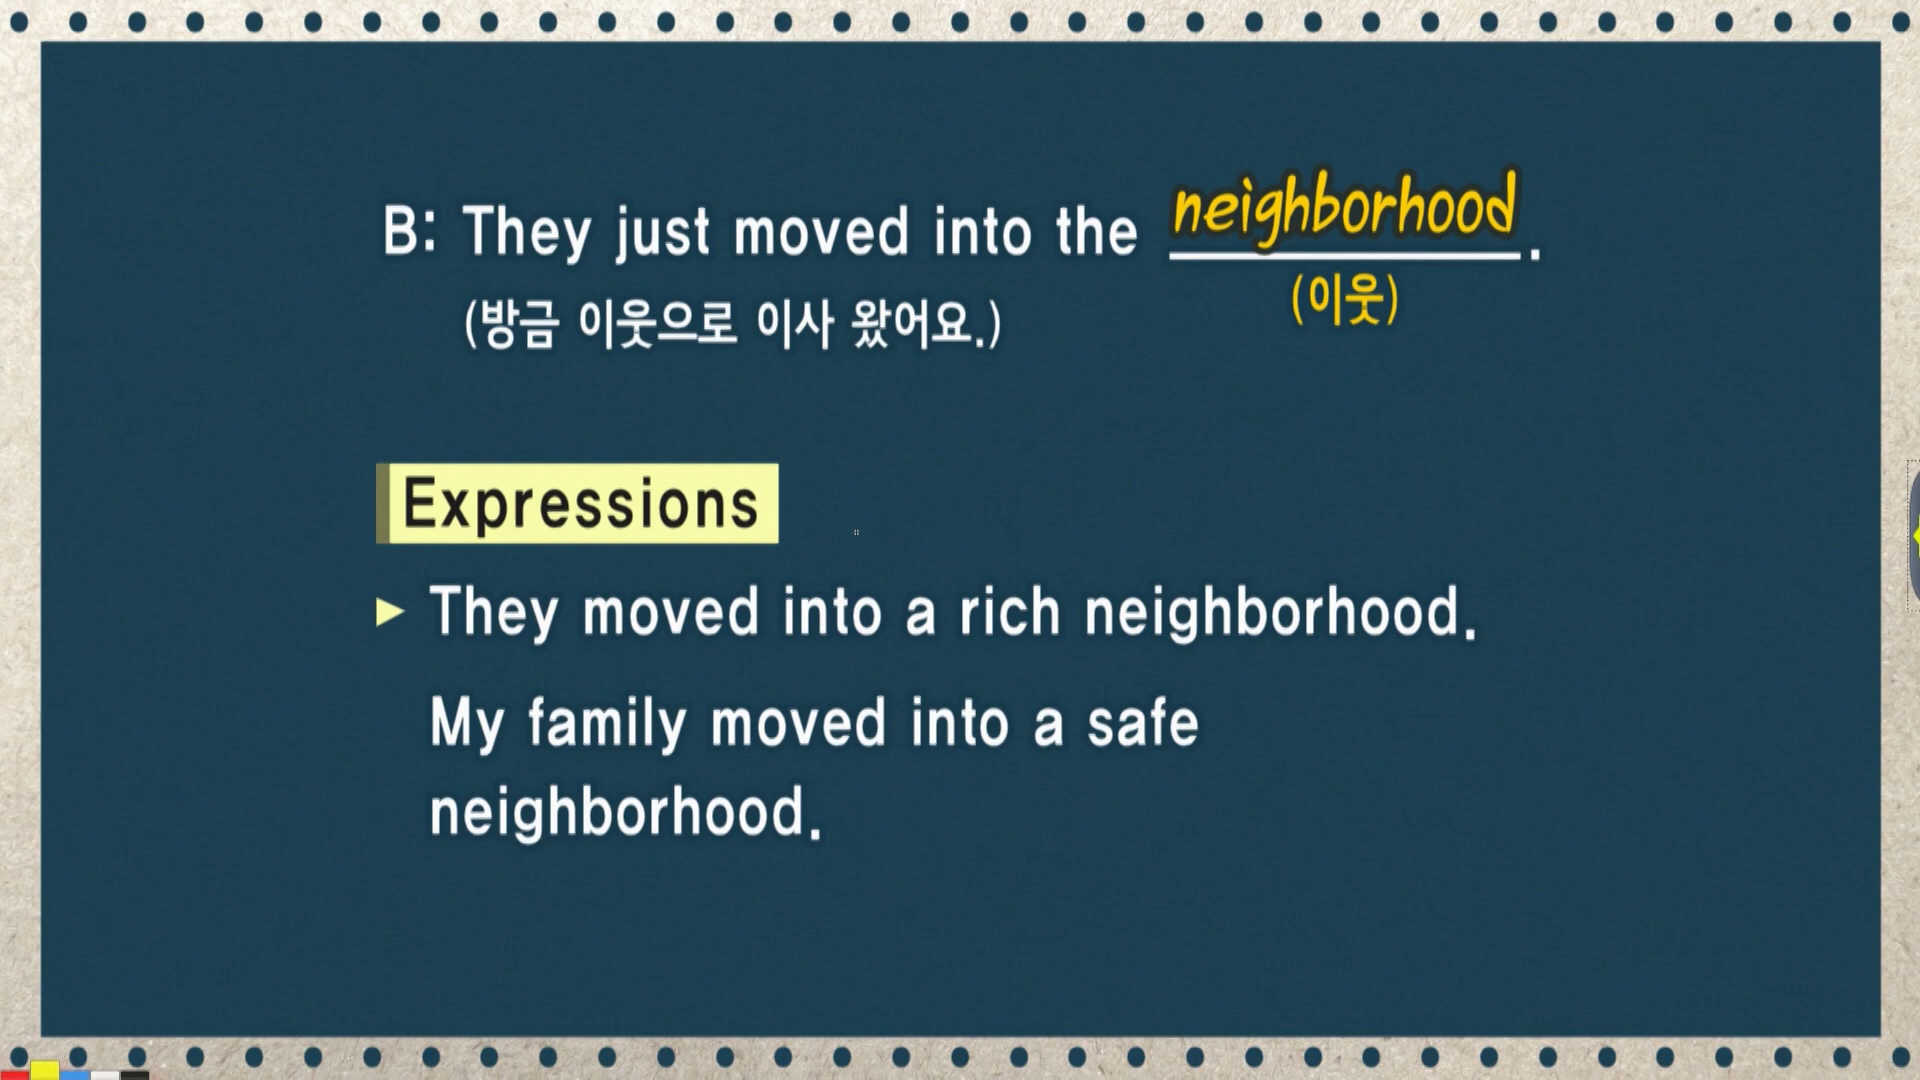 B: They just moved into the neighborhood.
(이웃)
(방금 이웃으로 이사 왔어요.)
Expressions
▶ They moved into a rich neighborhood.
My family moved into a safe
neighborhood.